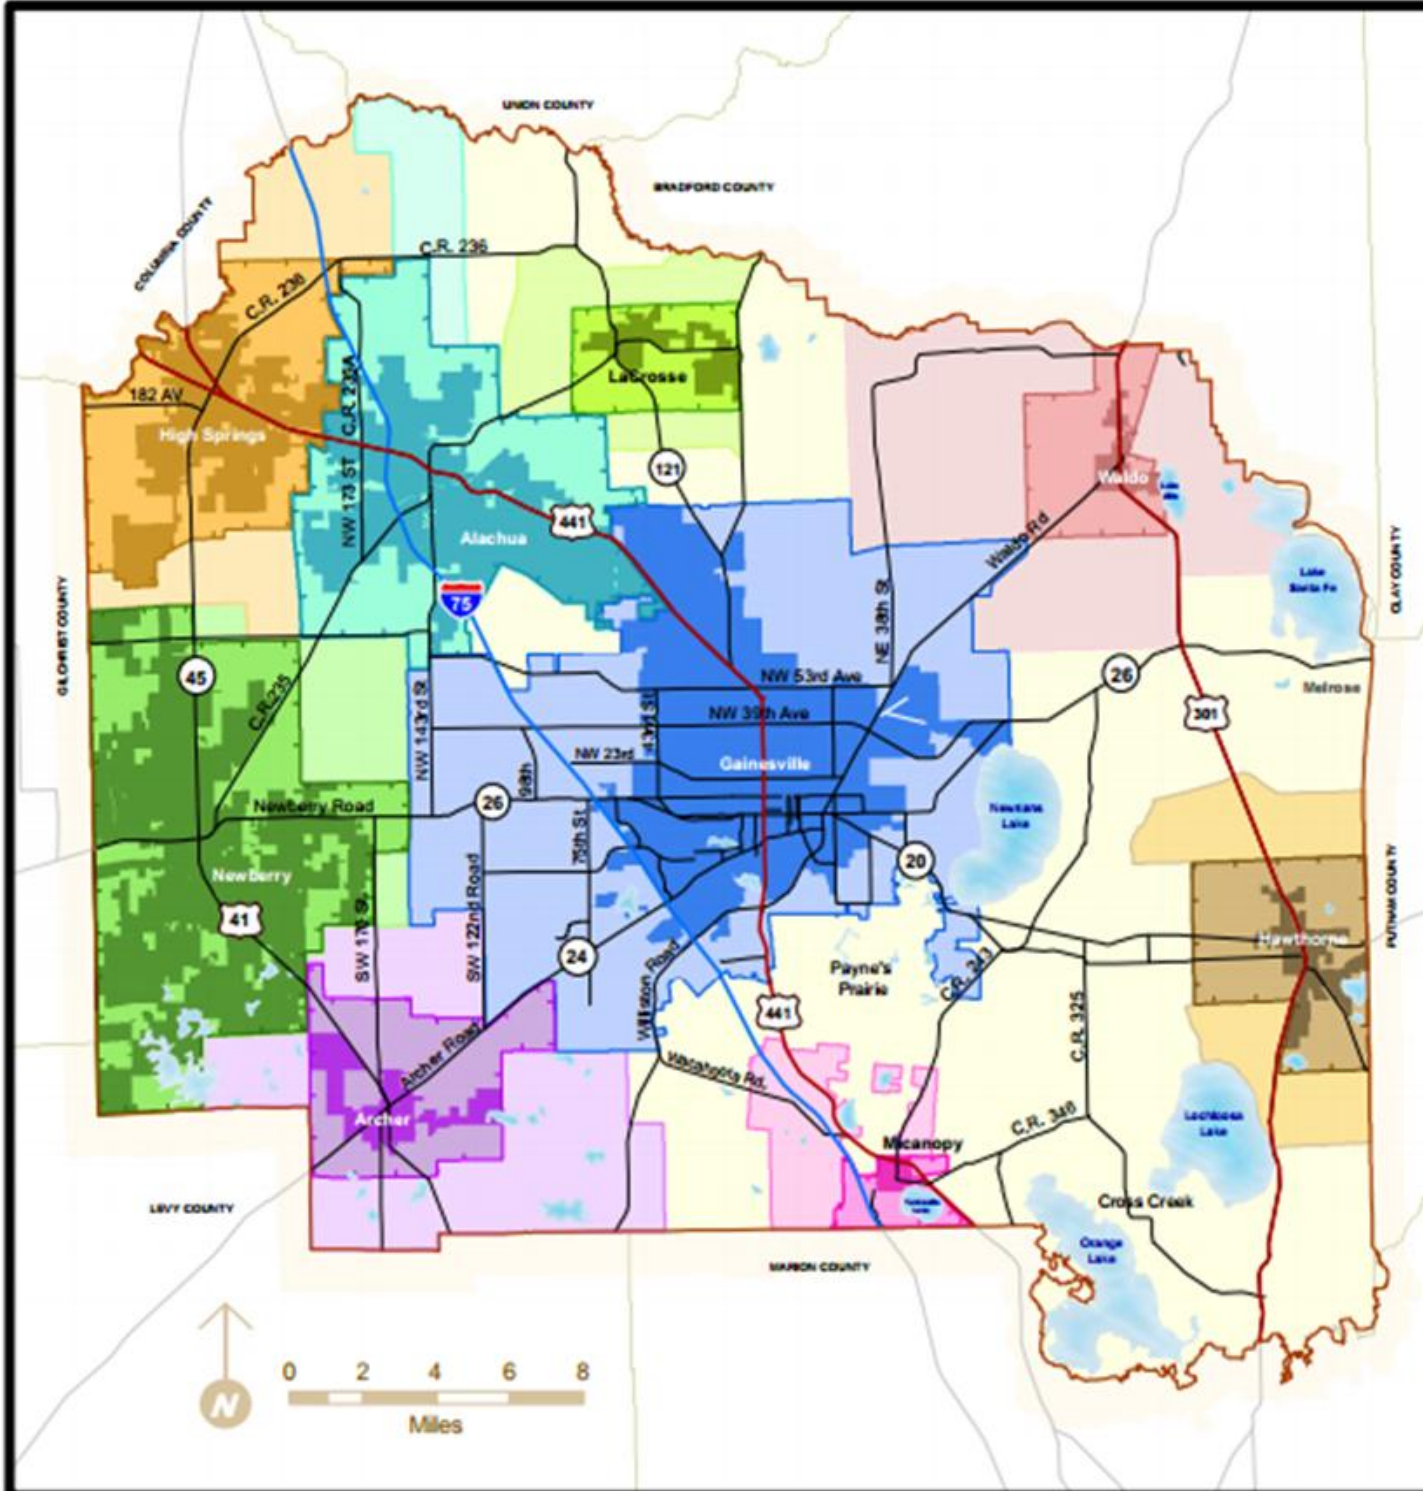 UNION COUNTY
BRADFORD COUNTY
COLUMBIA COUNTY
C.R. 236
C.R. 236
LaCrosse
182 AV
C.R. 235A
High Springs
121
Waldo
NW 173 ST
441
Alachua
Waldo Rd
CLAY COUNTY
Lake
Santa Fe
75
GILCHRIST COUNTY
NE 38th St
45
26
NW 53rd Ave
Melrose
C.R.235
NW 143rd St
43rd St
NW 39th Ave
301
NW 23rd
Gainesville
98th
Newberry Road
26
Newnans
Lake
75th St
20
Newberry
PUTNAM COUNTY
41
SW 122nd Road
Hawthorne
24
Williston Road
Payne's
Prairie
441
C.R. 325
Archer Road
Wacahoota Rd.
Archer
Lochloosa
Lake
C.R. 346
Micanopy
LEVY COUNTY
Cross Creek
Orange
Lake
MARION COUNTY
0 2 4 6 8
N
Miles